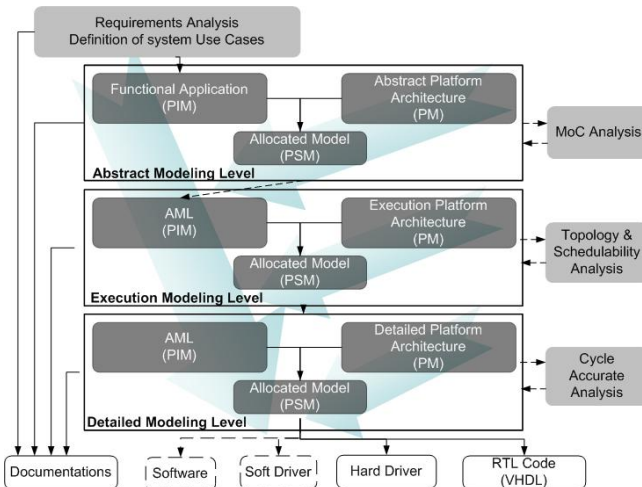 Requirements Analysis
Definition of system Use Cases
Functional Application
(PIM)
Abstract Platform
Architecture
(PM)
Allocated Model
(PSM)
Abstract Modeling Level
MoC Analysis
AML
(PIM)
Execution Platform
Architecture
(PM)
Allocated Model
(PSM)
Execution Modeling Level
Topology &
Schedulability
Analysis
AML
(PIM)
Detailed Platform
Architecture
(PM)
Allocated Model
(PSM)
Detailed Modeling Level
Cycle
Accurate
Analysis
Documentations
Software
Soft Driver
Hard Driver
RTL Code
(VHDL)